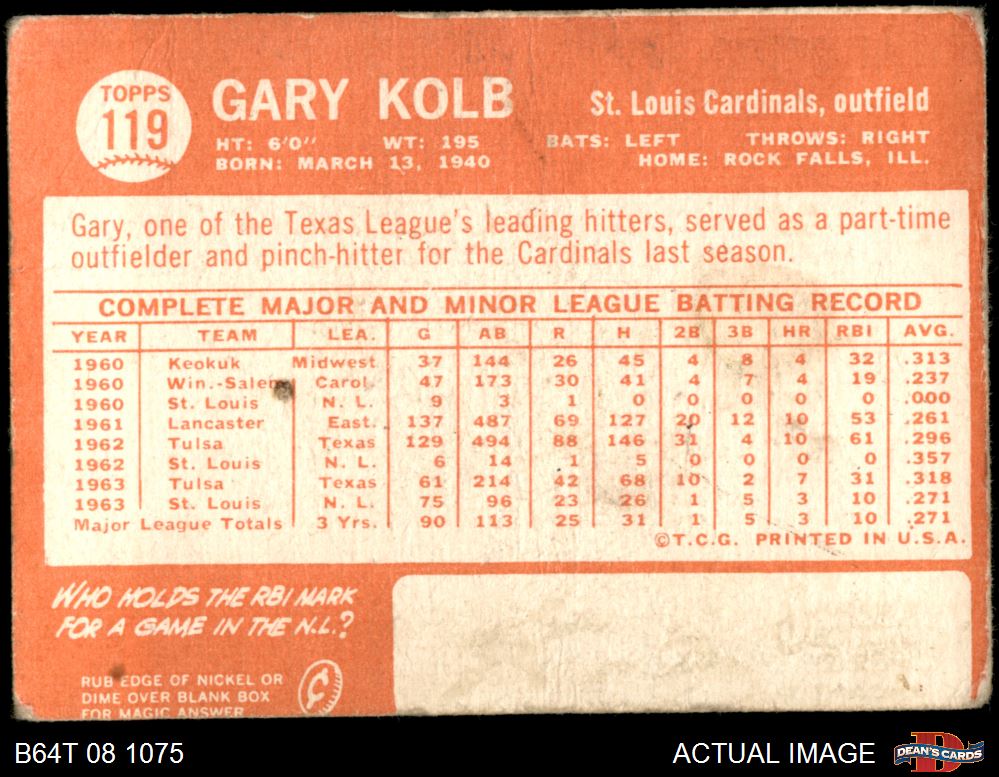 TOPPS
119
GARY KOLB
St. Louis Cardinals, outfield
HT: 6'0" WT: 195 BATS: LEFT THROWS: RIGHT
BORN: MARCH 13, 1940 HOME: ROCK FALLS, ILL.
Gary, one of the Texas League's leading hitters, served as a part-time
outfielder and pinch-hitter for the Cardinals last season.
COMPLETE MAJOR AND MINOR LEAGUE BATTING RECORD
YEAR TEAM LEA. G AB R H 2B 3B HR RBI AVG.
1960 Keokuk Midwest 37 144 26 45 4 8 4 32 .313
1960 Win.-Salem Carol. 47 173 30 41 4 7 4 19 .237
1960 St. Louis N. L. 9 3 1 0 0 0 0 0 .000
1961 Lancaster East. 137 487 69 127 20 12 10 53 .261
1962 Tulsa Texas 129 494 88 146 31 4 10 61 .296
1962 St. Louis N. L. 6 14 1 5 0 0 0 0 .357
1963 Tulsa Texas 61 214 42 68 10 2 7 31 .318
1963 St. Louis N. L. 75 96 23 26 1 5 3 10 .271
Major League Totals 3 Yrs. 90 113 25 31 1 5 3 10 .271
©T.C.G. PRINTED IN U.S.A.
WHO HOLDS THE RBI MARK
FOR A GAME IN THE N.L.?
RUB EDGE OF NICKEL OR
DIME OVER BLANK BOX
FOR MAGIC ANSWER
B64T 08 1075 ACTUAL IMAGE
DEAN'S CARDS